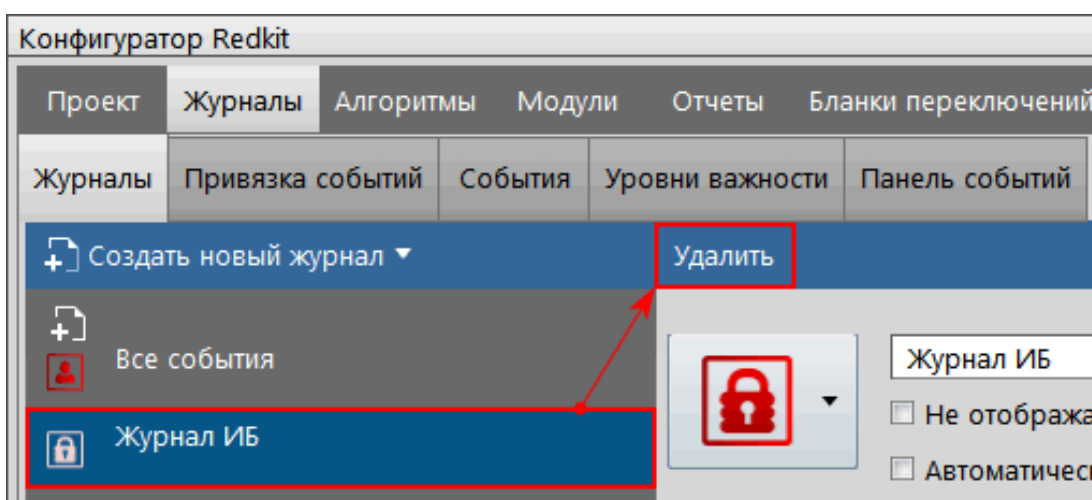 Конфигуратор Redkit
Проект Журналы Алгоритмы Модули Отчеты Бланки переключений
Журналы Привязка событий События Уровни важности Панель событий
Создать новый журнал Удалить
Все события
Журнал ИБ
Журнал ИБ
Не отобража
Автоматичес